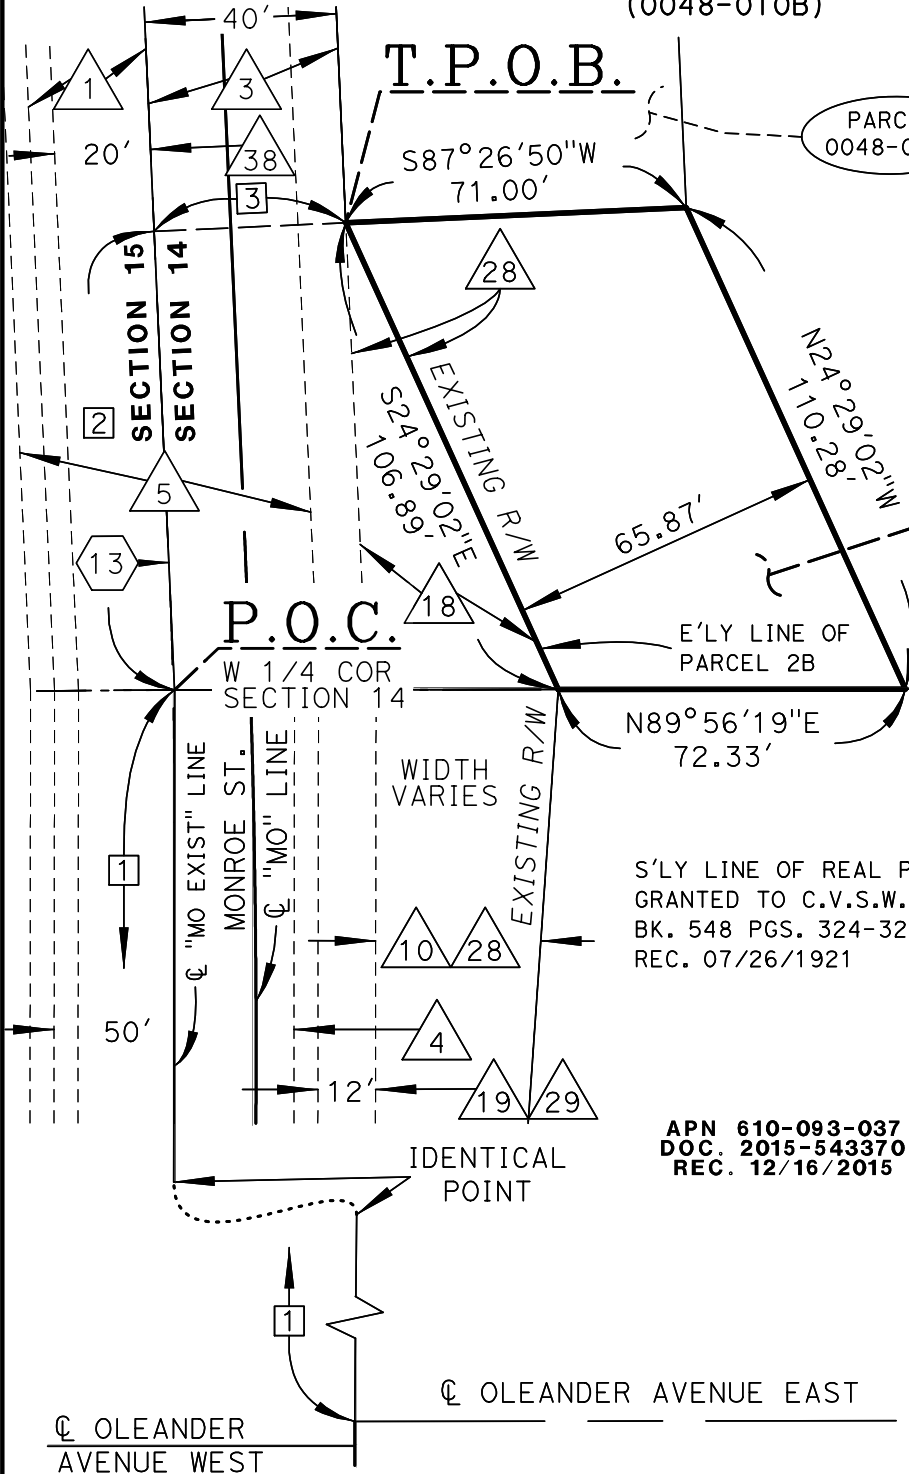 (0048-010B)
40′
T.P.O.B.
1
3
PARC
0048-0
20′
38
S87°26′50"W
71.00′
3
28
SECTION 15
SECTION 14
EXISTING R/W
N24°29′02"W
110.28′
2
S24°29′02"E
106.89′
5
65.87′
13
18
P.O.C.
W 1/4 COR
SECTION 14
E′LY LINE OF
PARCEL 2B
N89°56′19"E
72.33′
WIDTH
VARIES
EXISTING R/W
℄ "MO EXIST" LINE
MONROE ST.
℄ "MO" LINE
1
S′LY LINE OF REAL P
GRANTED TO C.V.S.W.
BK. 548 PGS. 324-32
REC. 07/26/1921
10
28
50′
4
12′
19
29
APN 610-093-037
DOC. 2015-543370
REC. 12/16/2015
IDENTICAL
POINT
1
℄ OLEANDER AVENUE EAST
℄ OLEANDER
AVENUE WEST